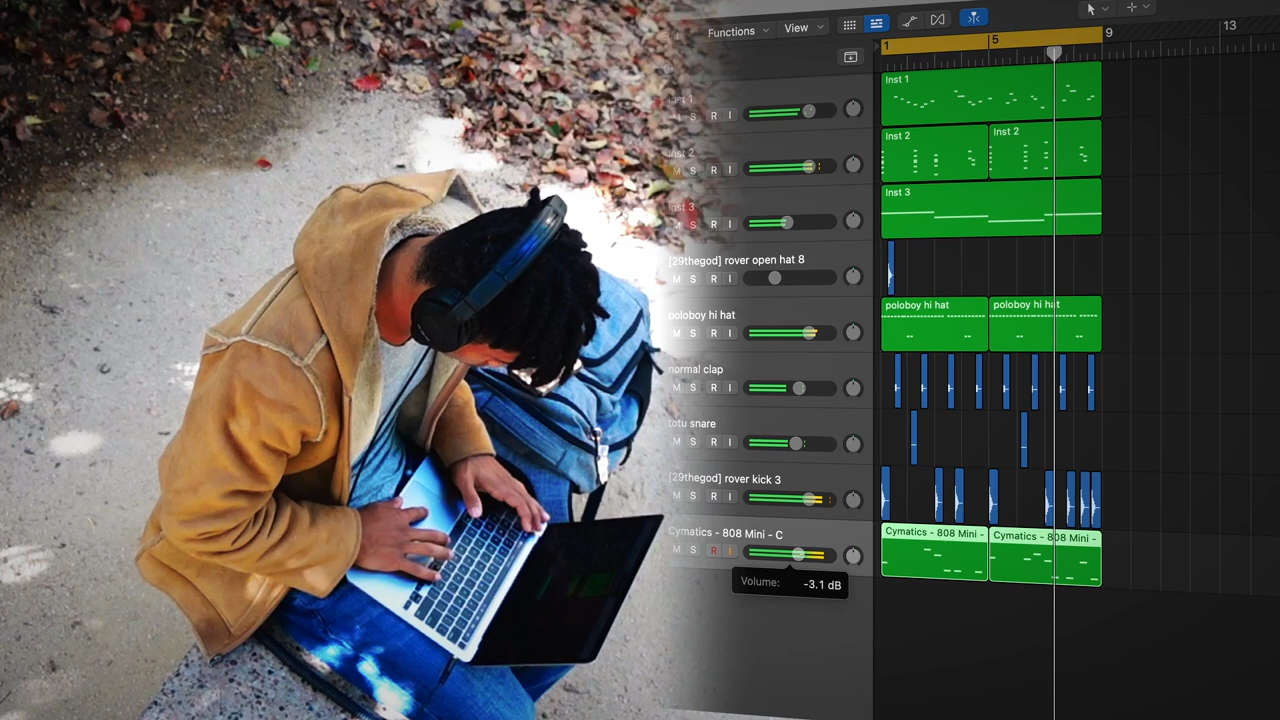 Functions View
1 5 9 13
Inst 1
M S R I
Inst 1
Inst 2
M S R I
Inst 2 Inst 2
Inst 3
M S R I
Inst 3
[29thegod] rover open hat 8
M S R I
poloboy hi hat
M S R I
poloboy hi hat poloboy hi hat
normal clap
M S R I
totu snare
M S R I
[29thegod] rover kick 3
M S R I
Cymatics - 808 Mini - C
M S R I
Cymatics - 808 Mini - Cymatics - 808 Mini -
Volume: -3.1 dB